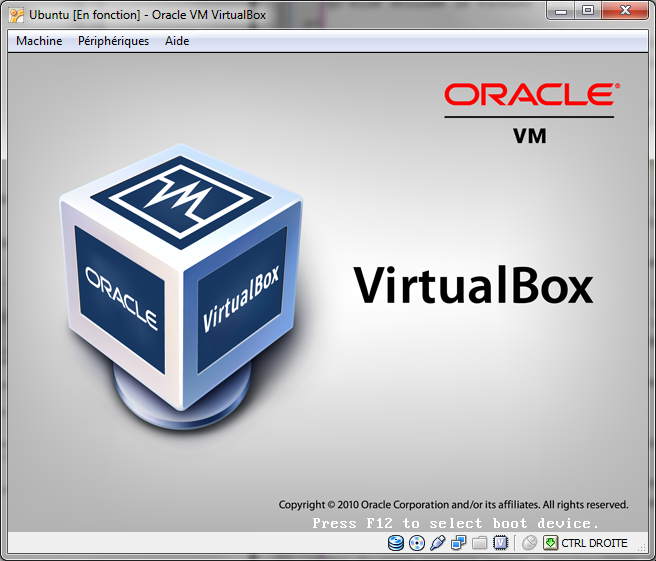 Ubuntu [En fonction] - Oracle VM VirtualBox
Machine Périphériques Aide
ORACLE®
VM
ORACLE
VirtualBox
VirtualBox
Copyright © 2010 Oracle Corporation and/or its affiliates. All rights reserved.
Press F12 to select boot device.
CTRL DROITE